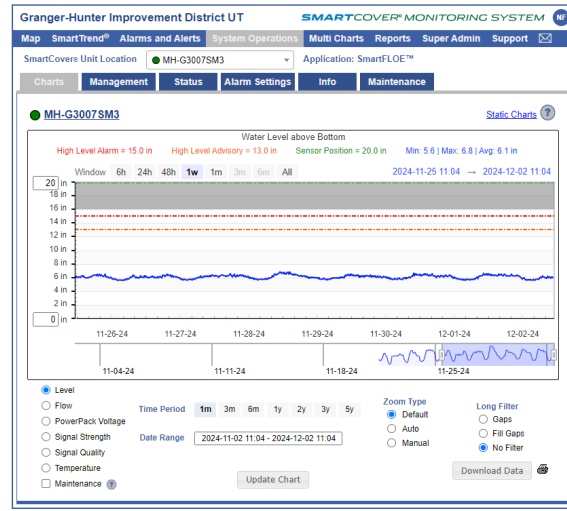 Granger-Hunter Improvement District UT SMARTCOVER® MONITORING SYSTEM NF
Map SmartTrend® Alarms and Alerts System Operations Multi Charts Reports Super Admin Support
SmartCovers Unit Location MH-G3007SM3 Application: SmartFLOE™
Charts Management Status Alarm Settings Info Maintenance
MH-G3007SM3 Static Charts ?
Water Level above Bottom
High Level Alarm = 15.0 in High Level Advisory = 13.0 in Sensor Position = 20.0 in Min: 5.6 | Max: 6.8 | Avg: 6.1 in
Window 6h 24h 48h 1w 1m 3m 6m All 2024-11-25 11:04 → 2024-12-02 11:04
20 in
18 in
16 in
14 in
12 in
10 in
8 in
6 in
4 in
2 in
0 in
11-26-24 11-27-24 11-28-24 11-29-24 11-30-24 12-01-24 12-02-24
11-04-24 11-11-24 11-18-24 11-25-24
Level
Flow
PowerPack Voltage
Signal Strength
Signal Quality
Temperature
Maintenance ?
Time Period 1m 3m 6m 1y 2y 3y 5y
Date Range 2024-11-02 11:04 - 2024-12-02 11:04
Update Chart
Zoom Type
Default
Auto
Manual
Long Filter
Gaps
Fill Gaps
No Filter
Download Data